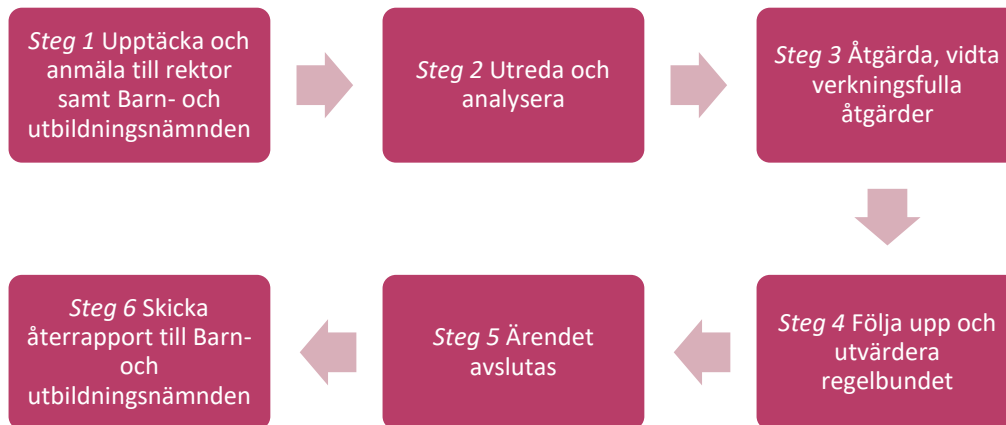 Steg 1 Upptäcka och
anmäla till rektor
samt Barn- och
utbildningsnämnden
Steg 2 Utreda och
analysera
Steg 3 Åtgärda, vidta
verkningsfulla
åtgärder
Steg 4 Följa upp och
utvärdera
regelbundet
Steg 5 Ärendet
avslutas
Steg 6 Skicka
återrapport till Barn-
och
utbildningsnämnden